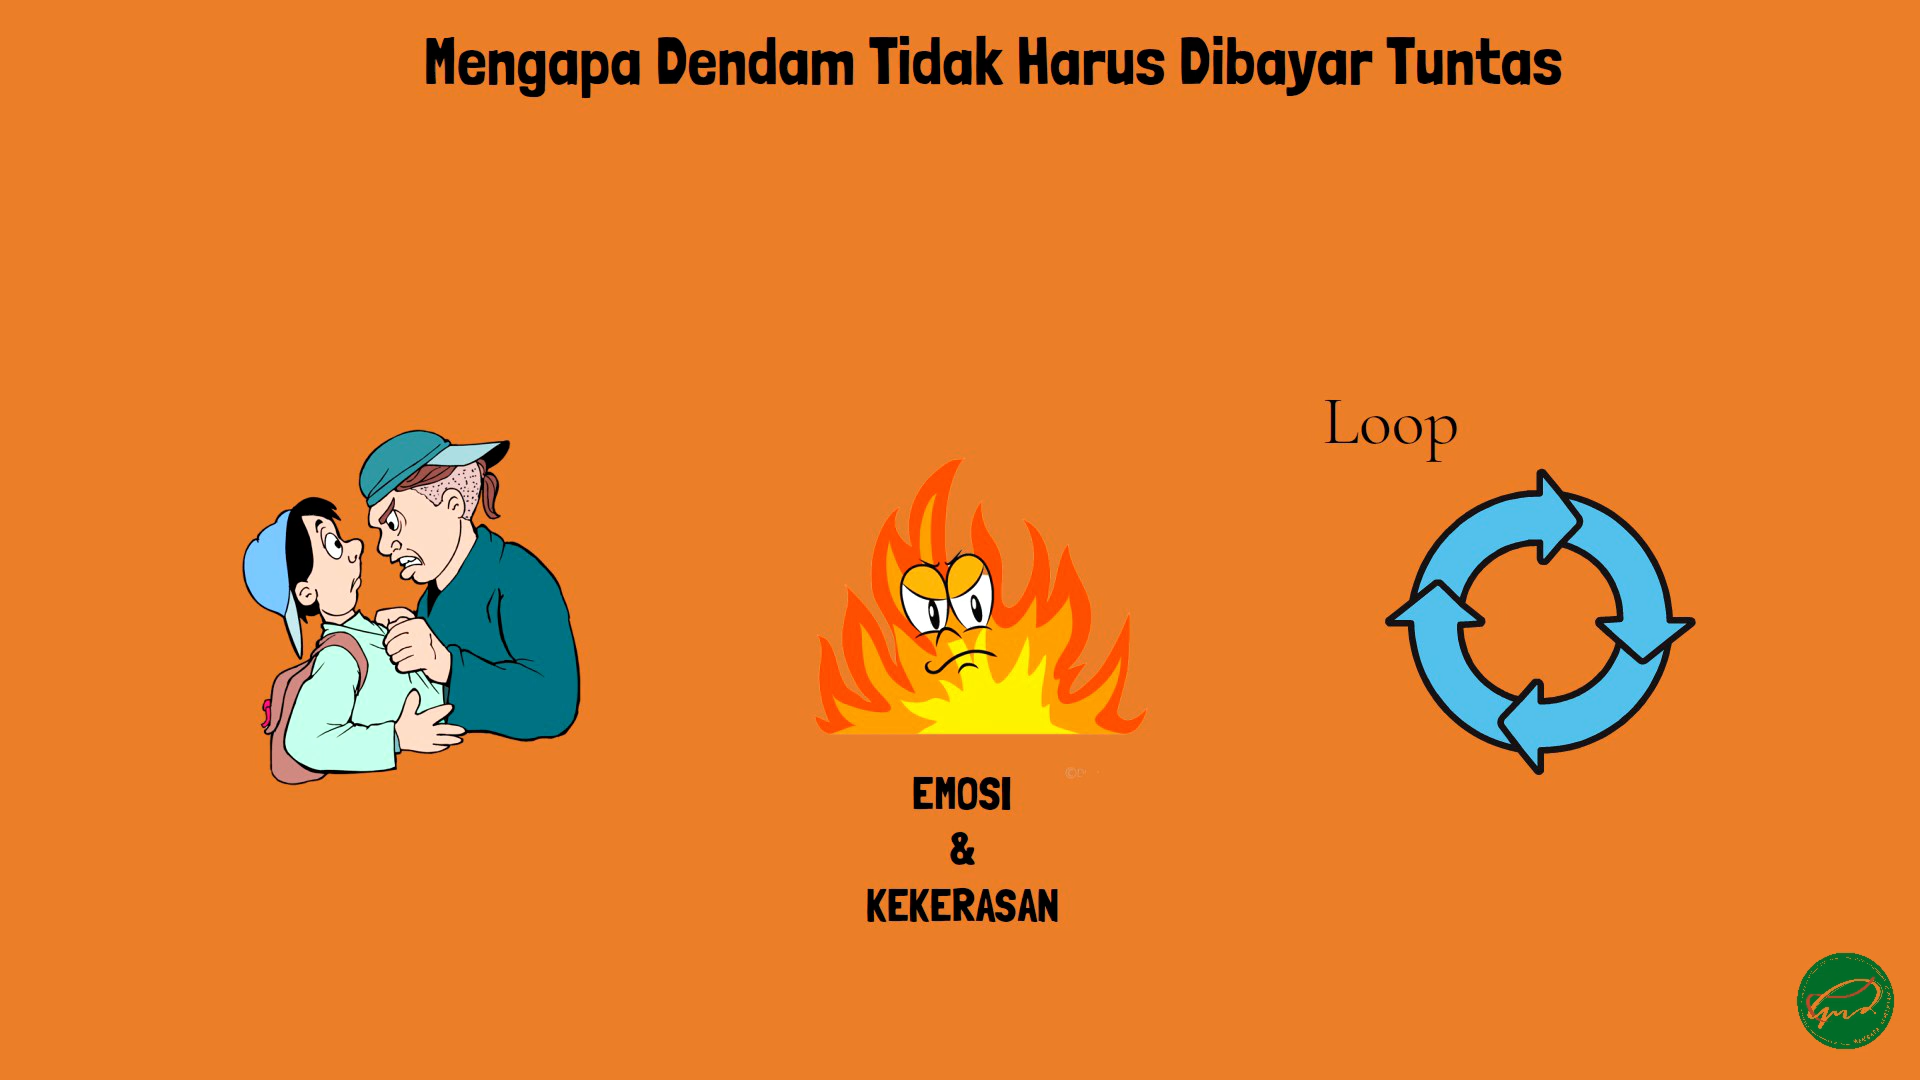 Mengapa Dendam Tidak Harus Dibayar Tuntas
Loop
EMOSI
&
KEKERASAN